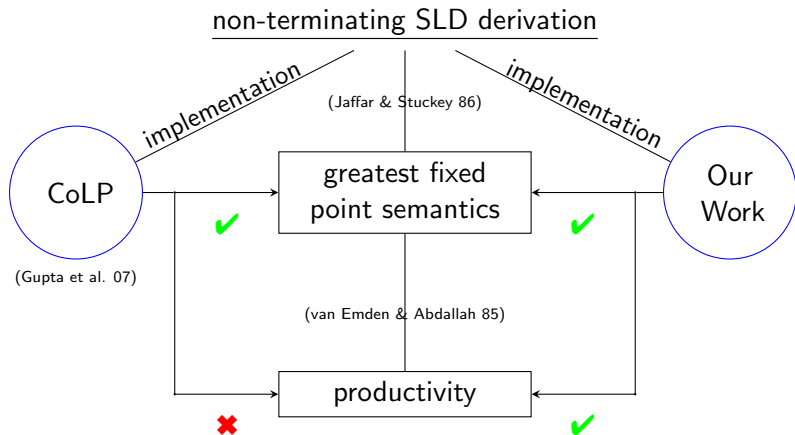 non-terminating SLD derivation
implementation
implementation
(Jaffar & Stuckey 86)
CoLP
greatest fixed
point semantics
Our
Work
(Gupta et al. 07)
(van Emden & Abdallah 85)
productivity